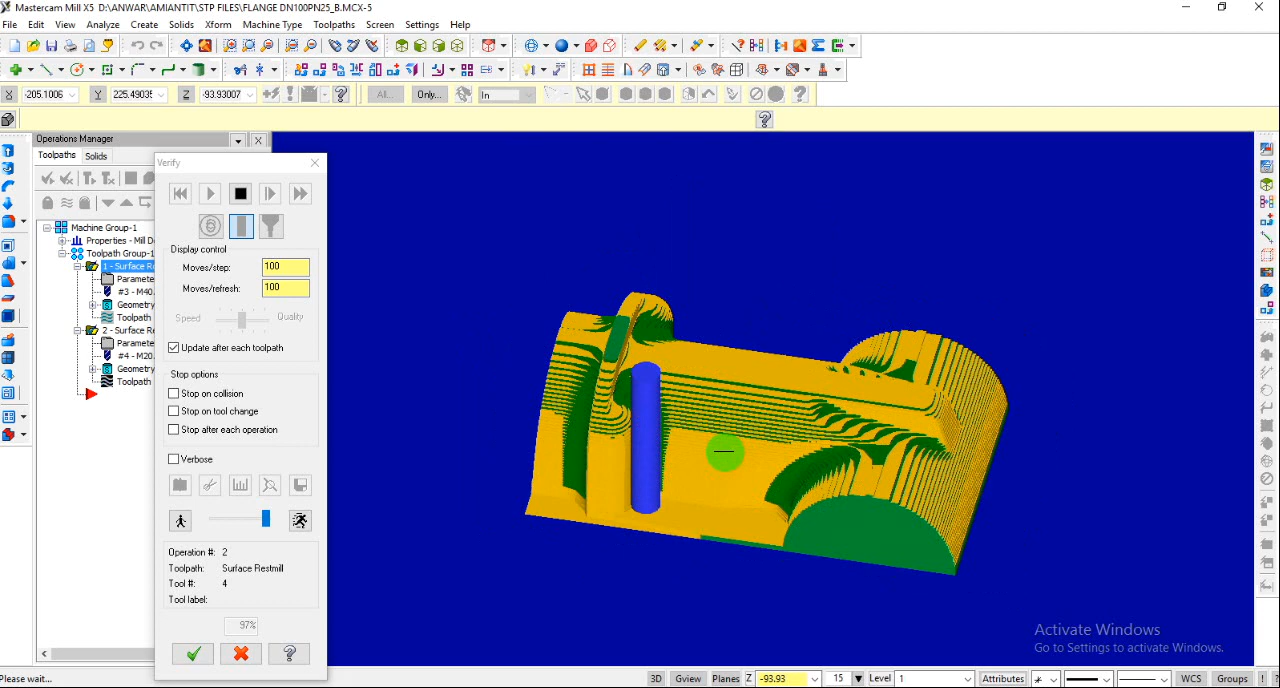 Mastercam Mill X5 D:\ANWAR\AMIANTIT\STP FILES\FLANGE DN100PN25_B.MCX-5
File Edit View Analyze Create Solids Xform Machine Type Toolpaths Screen Settings Help
X -205.1006 Y 225.49035 Z -93.93007 All... Only... In
Operations Manager
Toolpaths Solids
Verify
Machine Group-1
Properties - Mill D
Toolpath Group-1
1 - Surface Re
Parameter
#3 - M40.
Geometry
Toolpath
2 - Surface Re
Parameter
#4 - M20.
Geometry
Toolpath
Display control
Moves/step: 100
Moves/refresh: 100
Speed Quality
Update after each toolpath
Stop options
Stop on collision
Stop on tool change
Stop after each operation
Verbose
Operation #: 2
Toolpath: Surface Restmill
Tool #: 4
Tool label:
97%
Activate Windows
Go to Settings to activate Windows.
Please wait...
3D Gview Planes Z -93.93 15 Level 1 Attributes WCS Groups ! ?